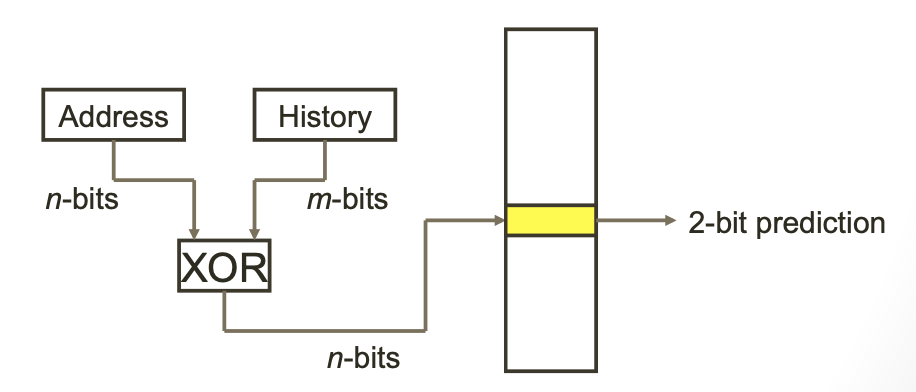 Address
History
n-bits
m-bits
XOR
2-bit prediction
n-bits